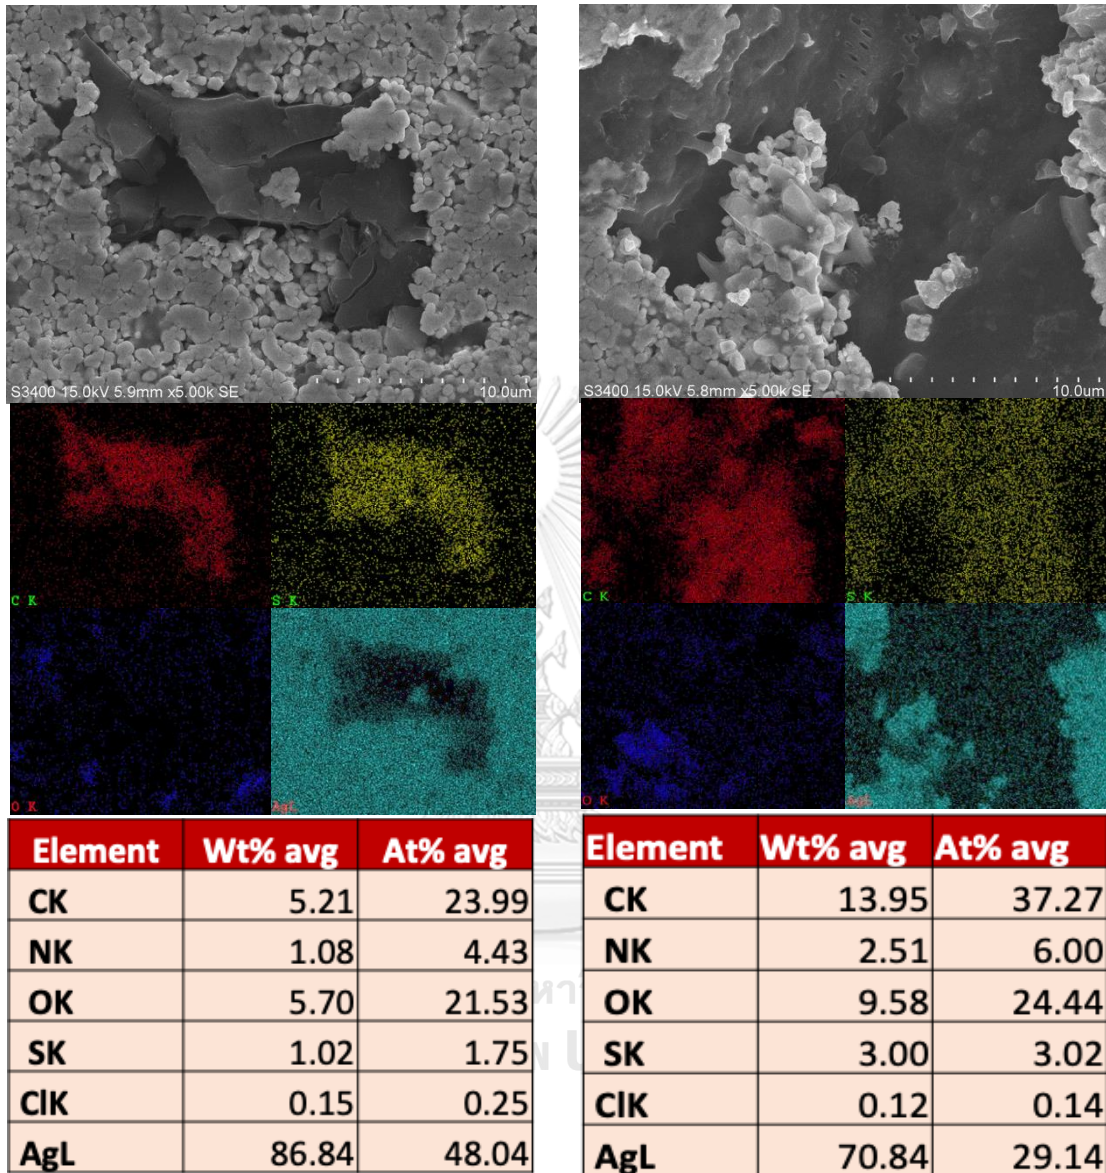 S3400 15.0kV 5.9mm x5.00k SE 10.0um
S3400 15.0kV 5.8mm x5.00k SE 10.0um
C K
S K
C K
S K
O K
AgL
O K
AgL
Element Wt% avg At% avg
CK 5.21 23.99
NK 1.08 4.43
OK 5.70 21.53
SK 1.02 1.75
ClK 0.15 0.25
AgL 86.84 48.04
Element Wt% avg At% avg
CK 13.95 37.27
NK 2.51 6.00
OK 9.58 24.44
SK 3.00 3.02
ClK 0.12 0.14
AgL 70.84 29.14